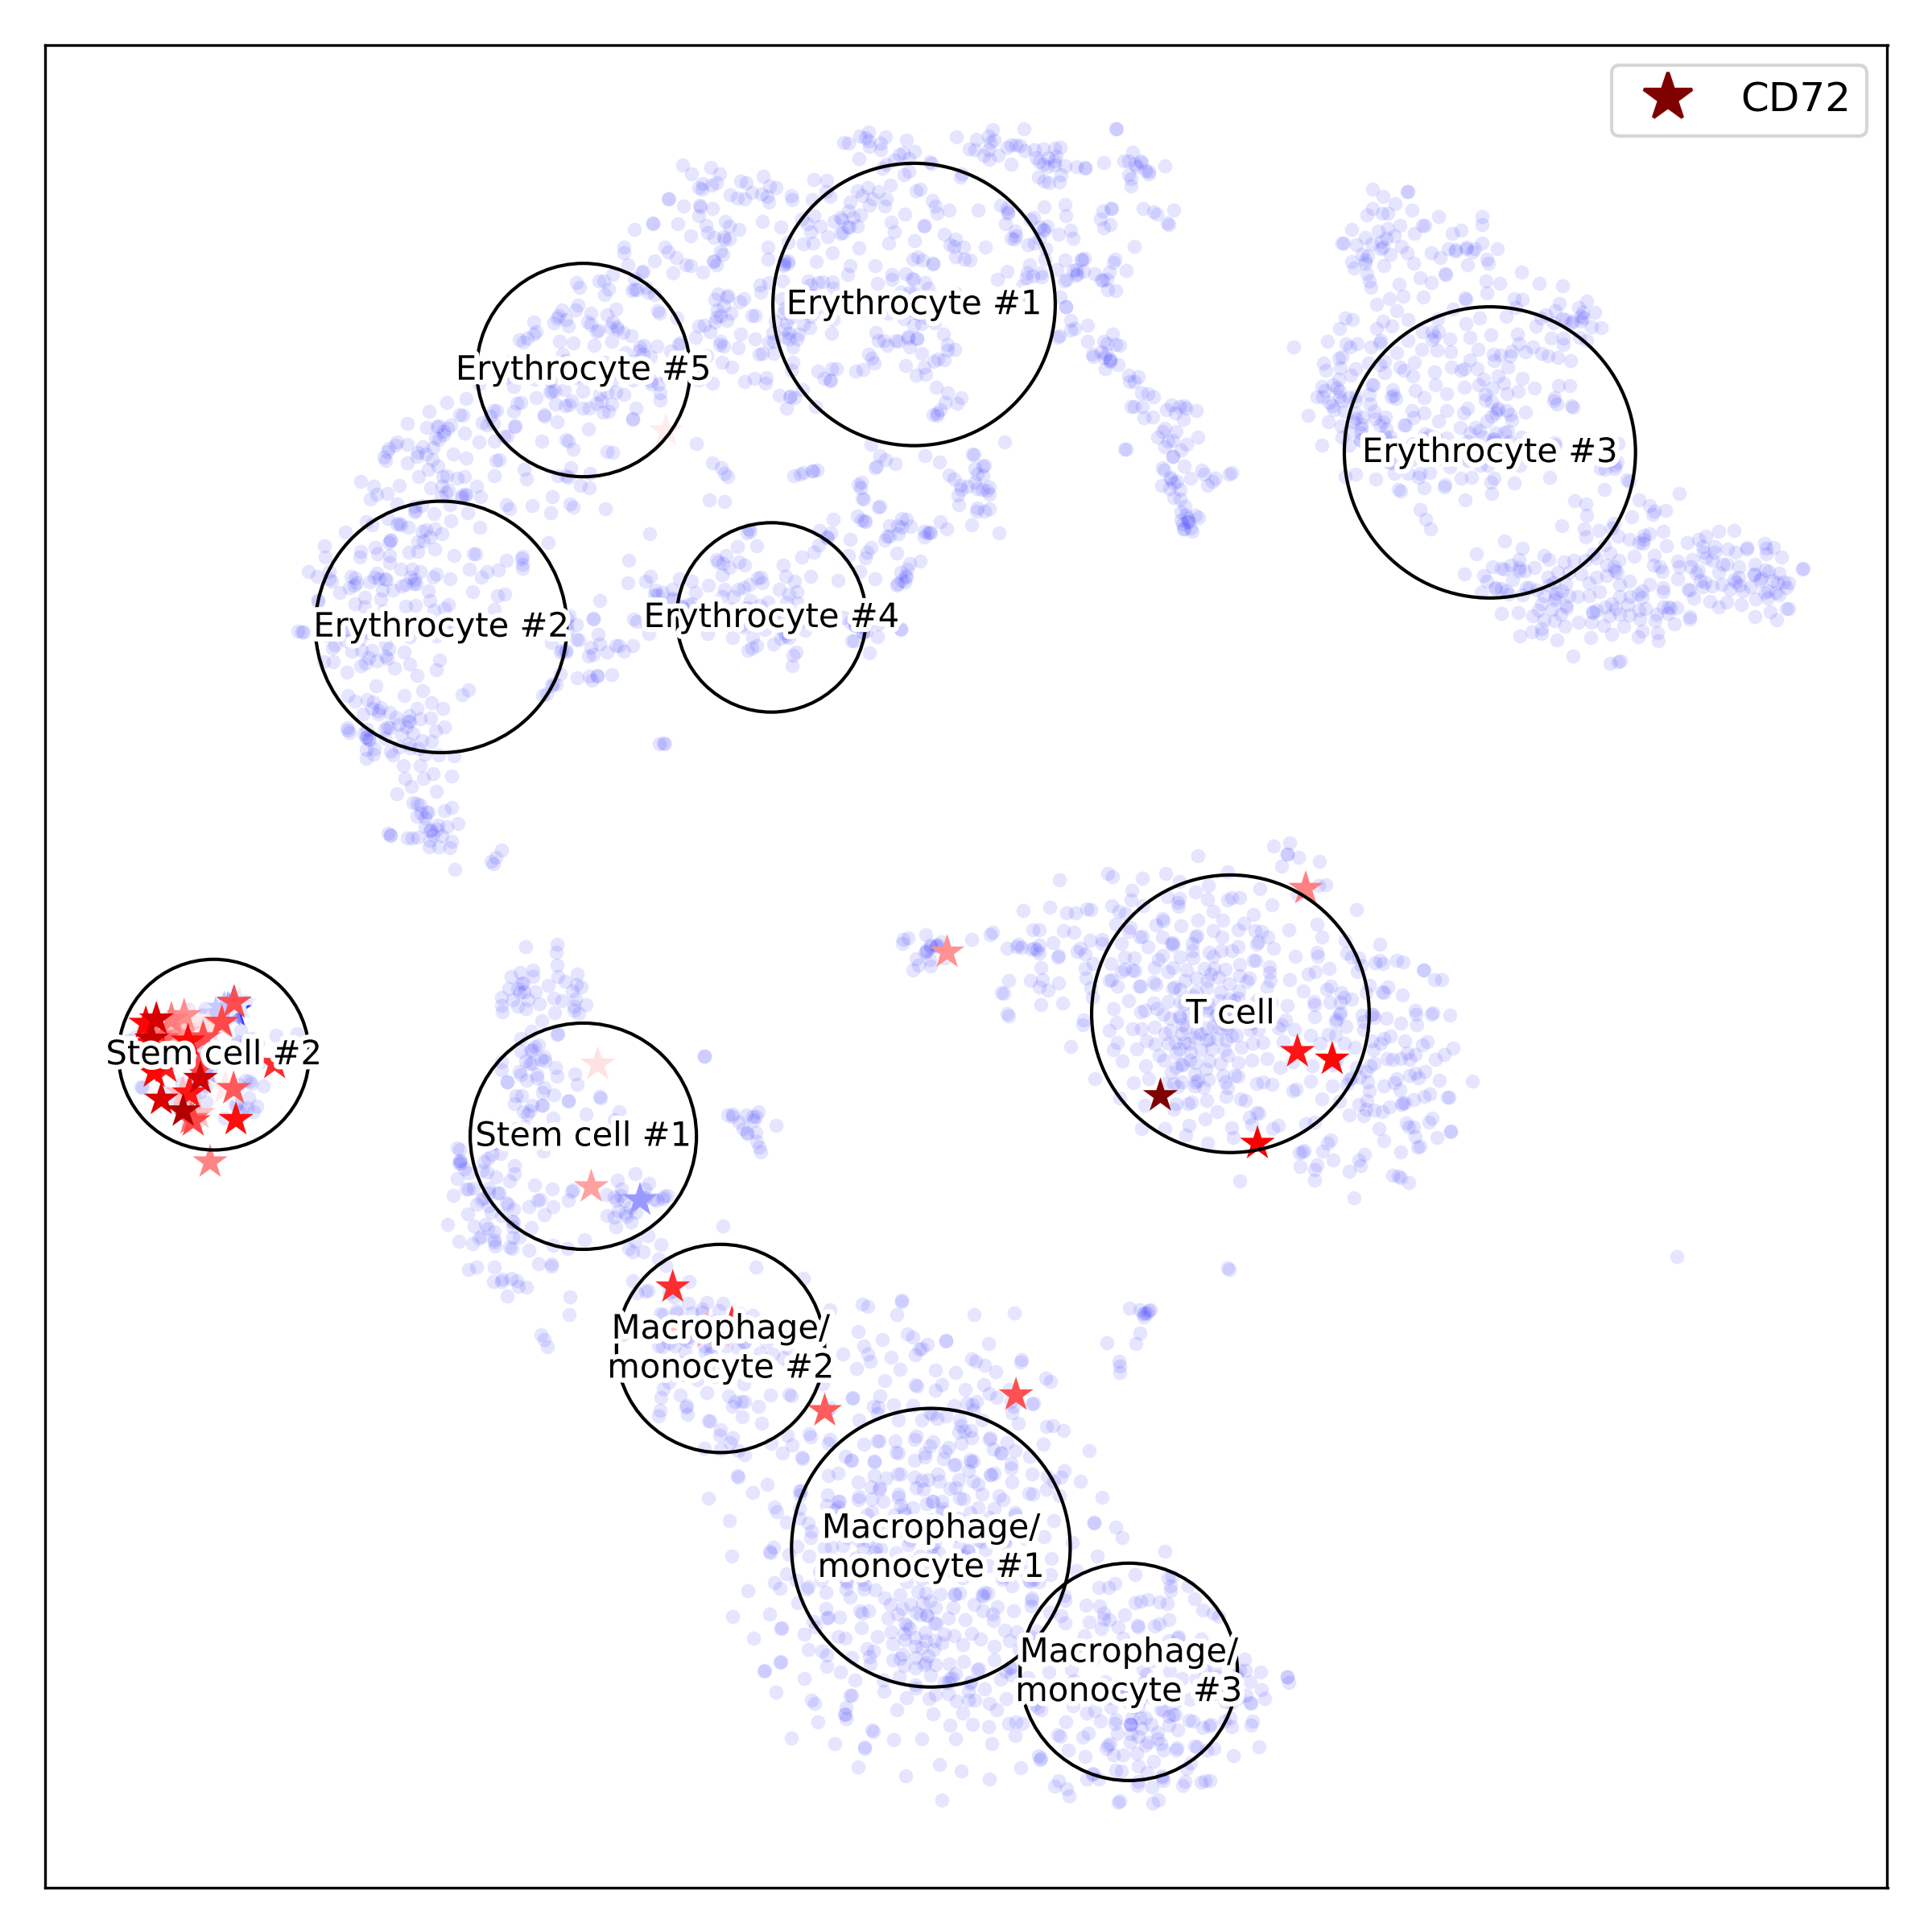 CD72
Erythrocyte #1
Erythrocyte #5
Erythrocyte #3
Erythrocyte #4
Erythrocyte #2
T cell
Stem cell #2
Stem cell #1
Macrophage/
monocyte #2
Macrophage/
monocyte #1
Macrophage/
monocyte #3